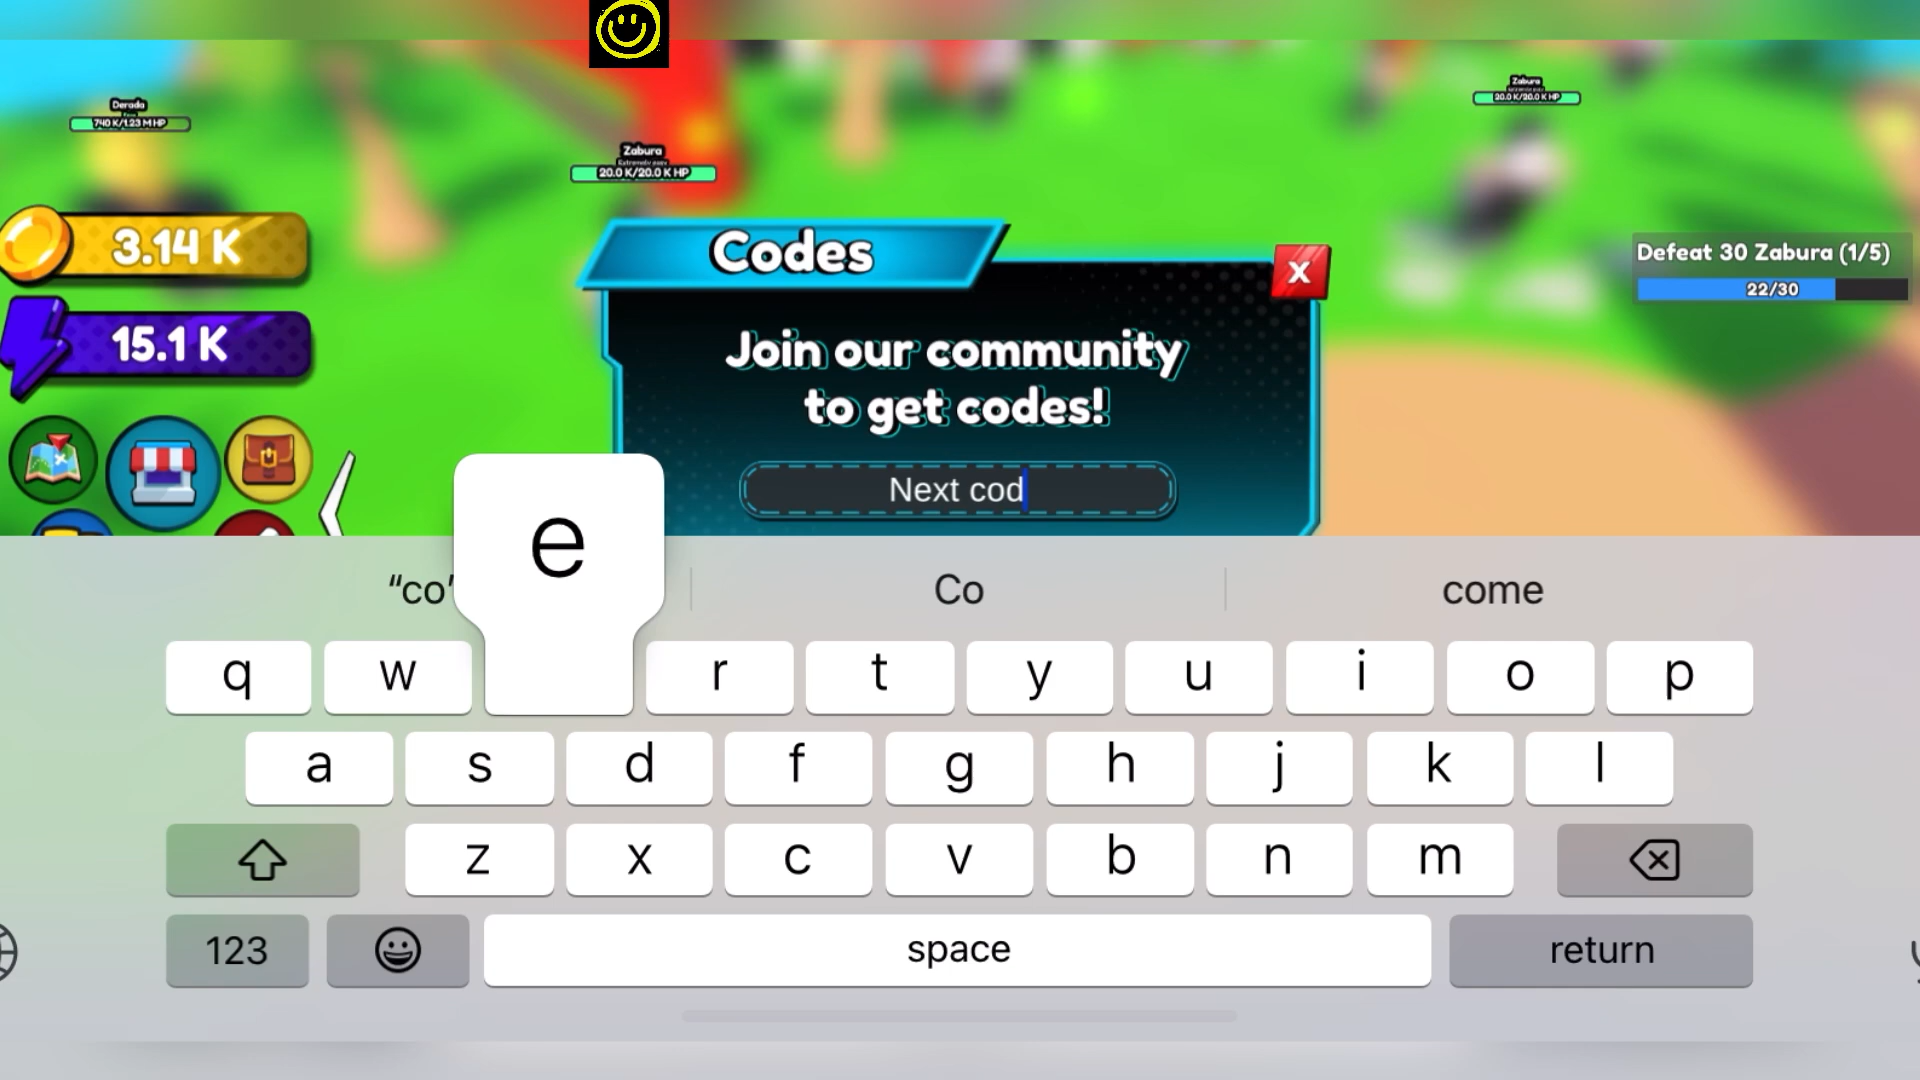 Derada
740 K/1.23 M HP
Zabura
Extremely easy
20.0 K/20.0 K HP
Zabura
20.0 K/20.0 K HP
3.14 K
15.1 K
Codes
X
Join our community
to get codes!
Next cod
Defeat 30 Zabura (1/5)
22/30
“co”
Co
come
e
q w r t y u i o p
a s d f g h j k l
z x c v b n m
123
space
return